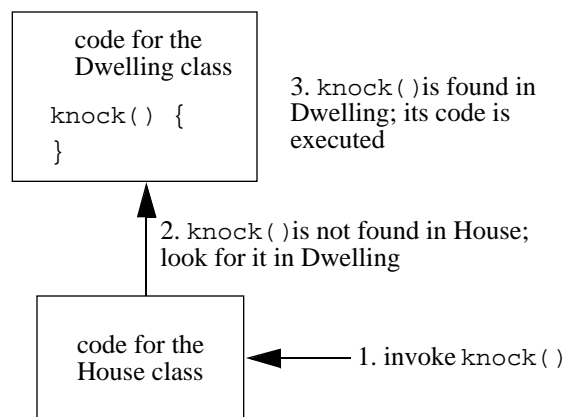 code for the
Dwelling class
knock() {
}
3. knock()is found in
Dwelling; its code is
executed
2. knock()is not found in House;
look for it in Dwelling
code for the
House class
1. invoke knock()